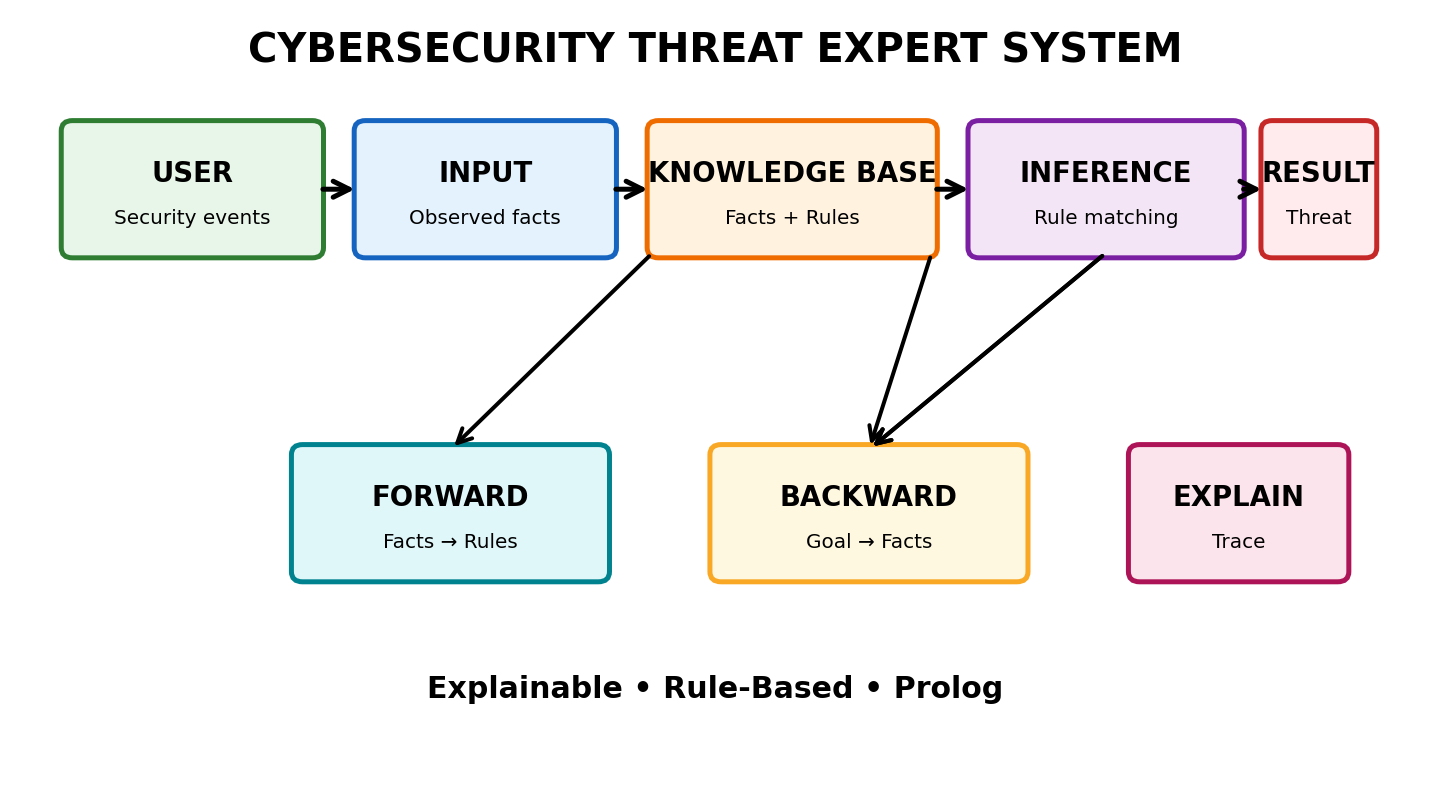 CYBERSECURITY THREAT EXPERT SYSTEM
USER
Security events
INPUT
Observed facts
KNOWLEDGE BASE
Facts + Rules
INFERENCE
Rule matching
RESULT
Threat
FORWARD
Facts → Rules
BACKWARD
Goal → Facts
EXPLAIN
Trace
Explainable • Rule-Based • Prolog